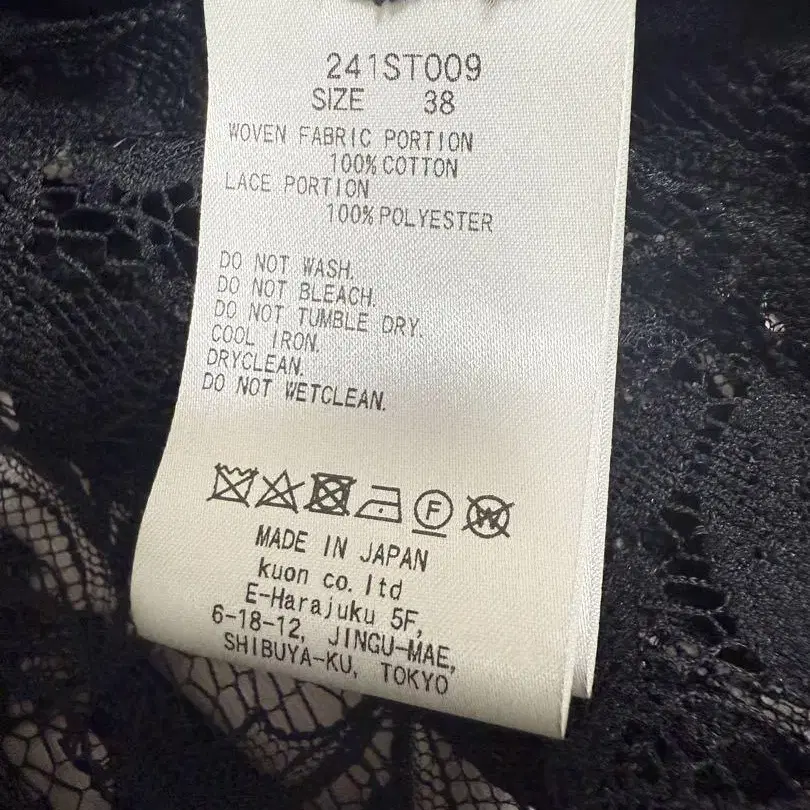 241ST009
SIZE 38
WOVEN FABRIC PORTION
100% COTTON
LACE PORTION
100% POLYESTER
DO NOT WASH.
DO NOT BLEACH.
DO NOT TUMBLE DRY.
COOL IRON.
DRYCLEAN.
DO NOT WETCLEAN.
F W
MADE IN JAPAN
kuon co. ltd
E-Harajuku 5F,
6-18-12, JINGU-MAE,
SHIBUYA-KU, TOKYO